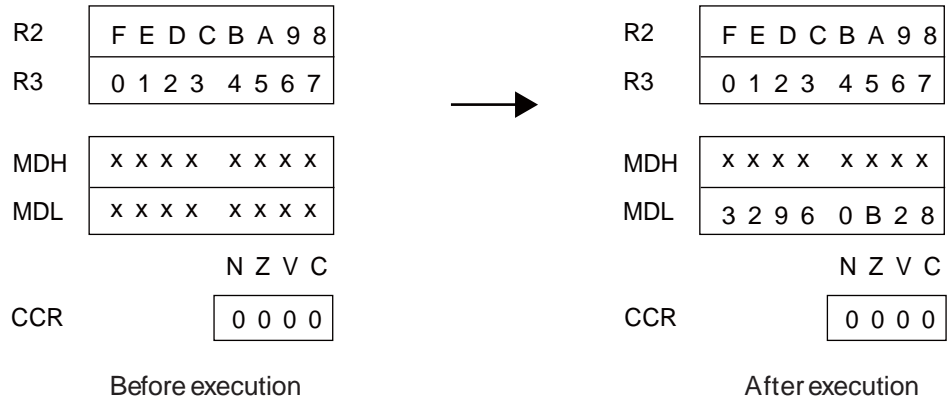 R2 F E D C B A 9 8 R2 F E D C B A 9 8
R3 0 1 2 3 4 5 6 7 R3 0 1 2 3 4 5 6 7
MDH x x x x x x x x MDH x x x x x x x x
MDL x x x x x x x x MDL 3 2 9 6 0 B 2 8
N Z V C N Z V C
CCR 0 0 0 0 CCR 0 0 0 0
Before execution After execution